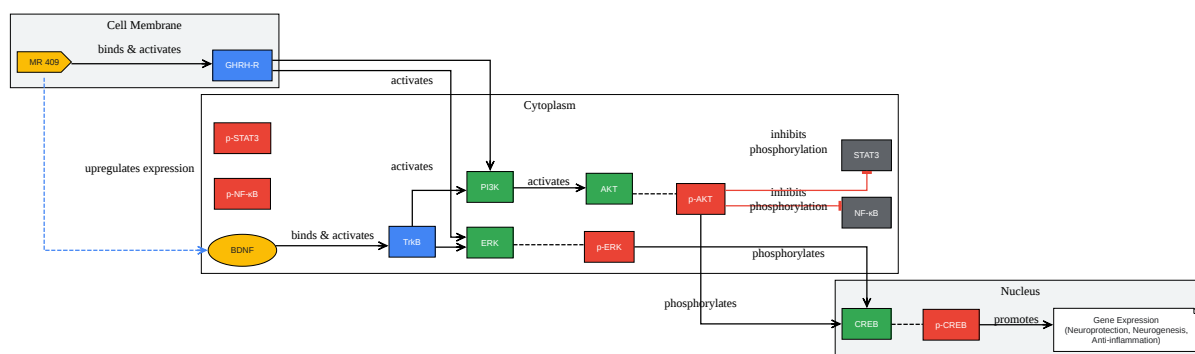 Cell Membrane
binds & activates
MR 409
GHRH-R
activates
Cytoplasm
p-STAT3
inhibits
phosphorylation
STAT3
upregulates expression
activates
PI3K
activates
AKT
p-NF-κB
p-AKT
inhibits
phosphorylation
NF-κB
BDNF
binds & activates
TrkB
ERK
p-ERK
phosphorylates
Nucleus
phosphorylates
CREB
p-CREB
promotes
Gene Expression
(Neuroprotection, Neurogenesis,
Anti-inflammation)